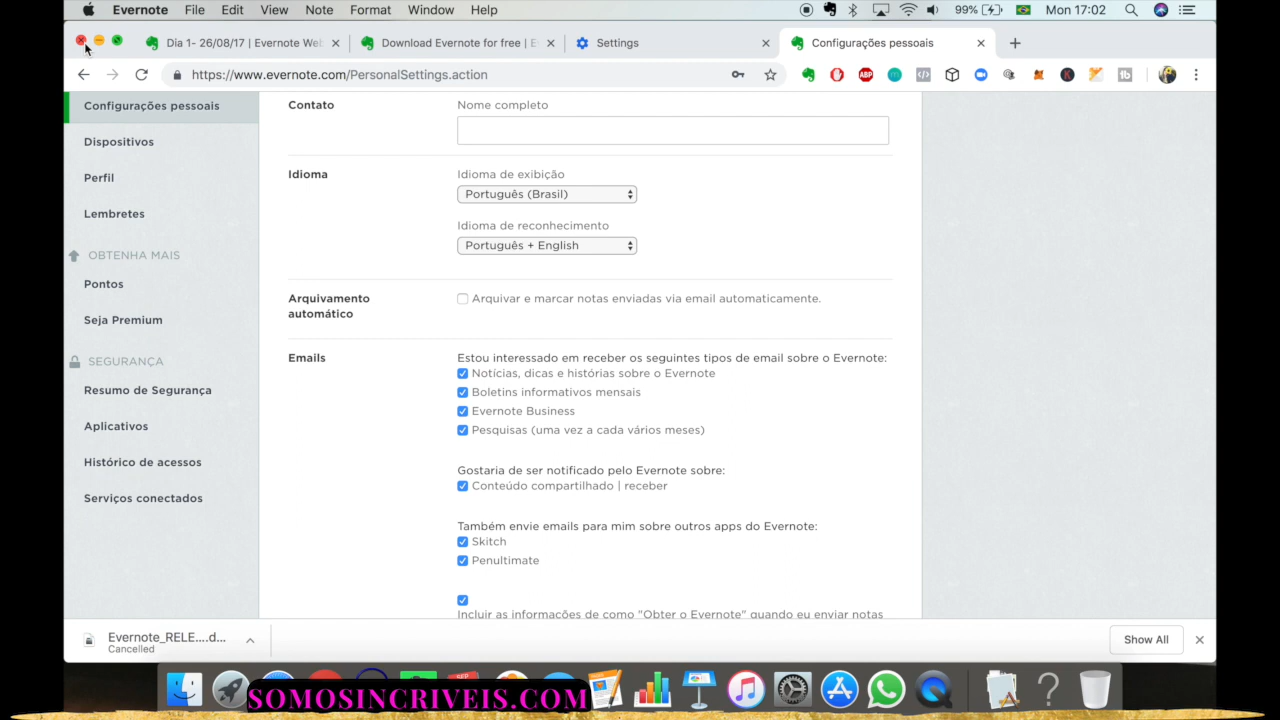 Evernote File Edit View Note Format Window Help 99% Mon 17:02
Dia 1- 26/08/17 | Evernote We
Download Evernote for free | E
Settings
Configurações pessoais
https://www.evernote.com/PersonalSettings.action
ABP
K
tb
Configurações pessoais
Dispositivos
Perfil
Lembretes
OBTENHA MAIS
Pontos
Seja Premium
SEGURANÇA
Resumo de Segurança
Aplicativos
Histórico de acessos
Serviços conectados
Contato
Nome completo
Idioma
Idioma de exibição
Português (Brasil)
Idioma de reconhecimento
Português + English
Arquivamento
automático
Arquivar e marcar notas enviadas via email automaticamente.
Emails
Estou interessado em receber os seguintes tipos de email sobre o Evernote:
Notícias, dicas e histórias sobre o Evernote
Boletins informativos mensais
Evernote Business
Pesquisas (uma vez a cada vários meses)
Gostaria de ser notificado pelo Evernote sobre:
Conteúdo compartilhado | receber
Também envie emails para mim sobre outros apps do Evernote:
Skitch
Penultimate
Incluir as informações de como "Obter o Evernote" quando eu enviar notas
Evernote_RELE....d...
Cancelled
Show All
SOMOSINCRIVEIS.COM